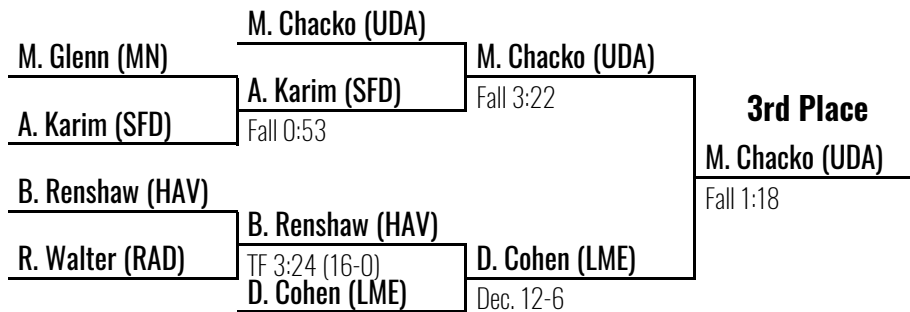 M. Chacko (UDA)
M. Glenn (MN)
M. Chacko (UDA)
A. Karim (SFD)
Fall 3:22
3rd Place
A. Karim (SFD)
Fall 0:53
M. Chacko (UDA)
B. Renshaw (HAV)
Fall 1:18
B. Renshaw (HAV)
R. Walter (RAD)
TF 3:24 (16-0)
D. Cohen (LME)
D. Cohen (LME)
Dec. 12-6